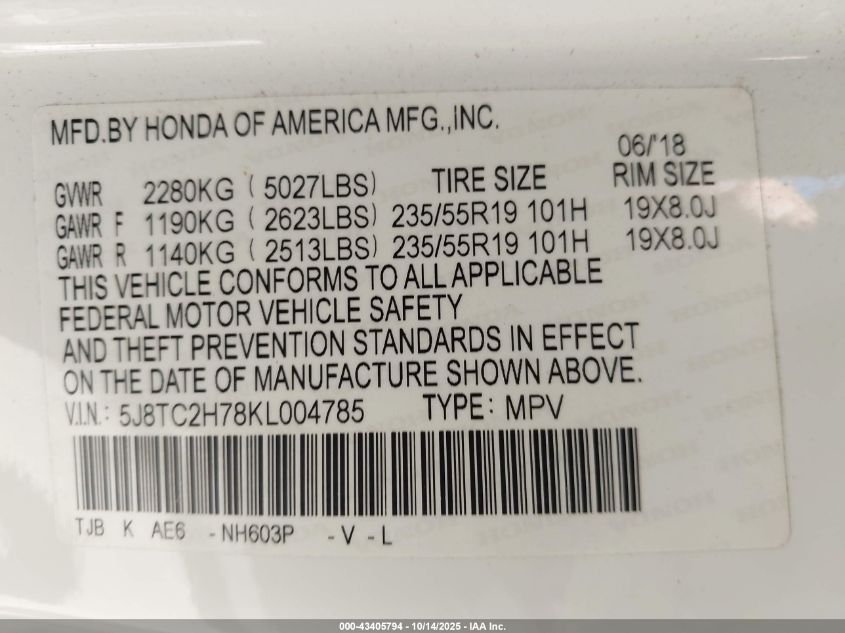 MFD.BY HONDA OF AMERICA MFG.,INC.
06/'18
GVWR 2280KG (5027LBS) TIRE SIZE RIM SIZE
GAWR F 1190KG (2623LBS) 235/55R19 101H 19X8.0J
GAWR R 1140KG (2513LBS) 235/55R19 101H 19X8.0J
THIS VEHICLE CONFORMS TO ALL APPLICABLE
FEDERAL MOTOR VEHICLE SAFETY
AND THEFT PREVENTION STANDARDS IN EFFECT
ON THE DATE OF MANUFACTURE SHOWN ABOVE.
V.I.N.: 5J8TC2H78KL004785 TYPE: MPV
TJB K AE6 -NH603P -V -L
000-43405794 - 10/14/2025 - IAA Inc.